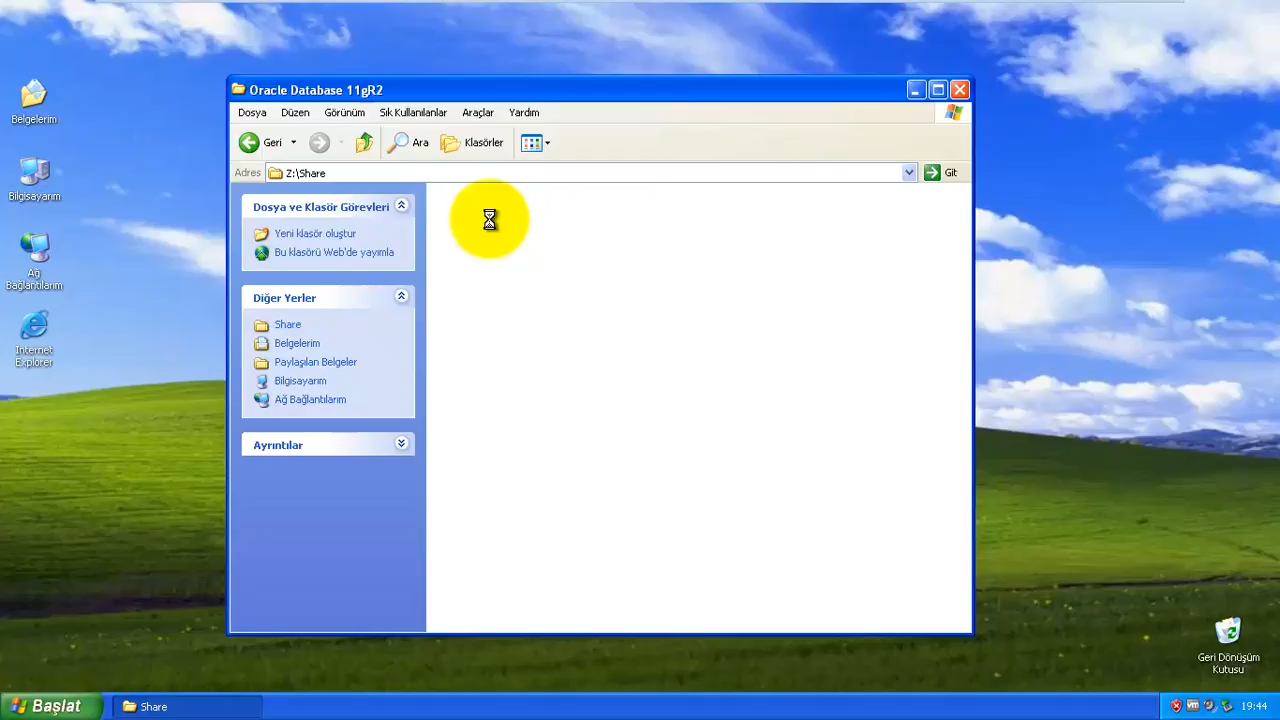 Belgelerim
Bilgisayarım
Ağ
Bağlantılarım
Internet
Explorer
Oracle Database 11gR2
Dosya Düzen Görünüm Sık Kullanılanlar Araçlar Yardım
Geri Ara Klasörler
Adres Z:\Share Git
Dosya ve Klasör Görevleri
Yeni klasör oluştur
Bu klasörü Web'de yayımla
Diğer Yerler
Share
Belgelerim
Paylaşılan Belgeler
Bilgisayarım
Ağ Bağlantılarım
Ayrıntılar
Geri Dönüşüm
Kutusu
Başlat Share 19:44